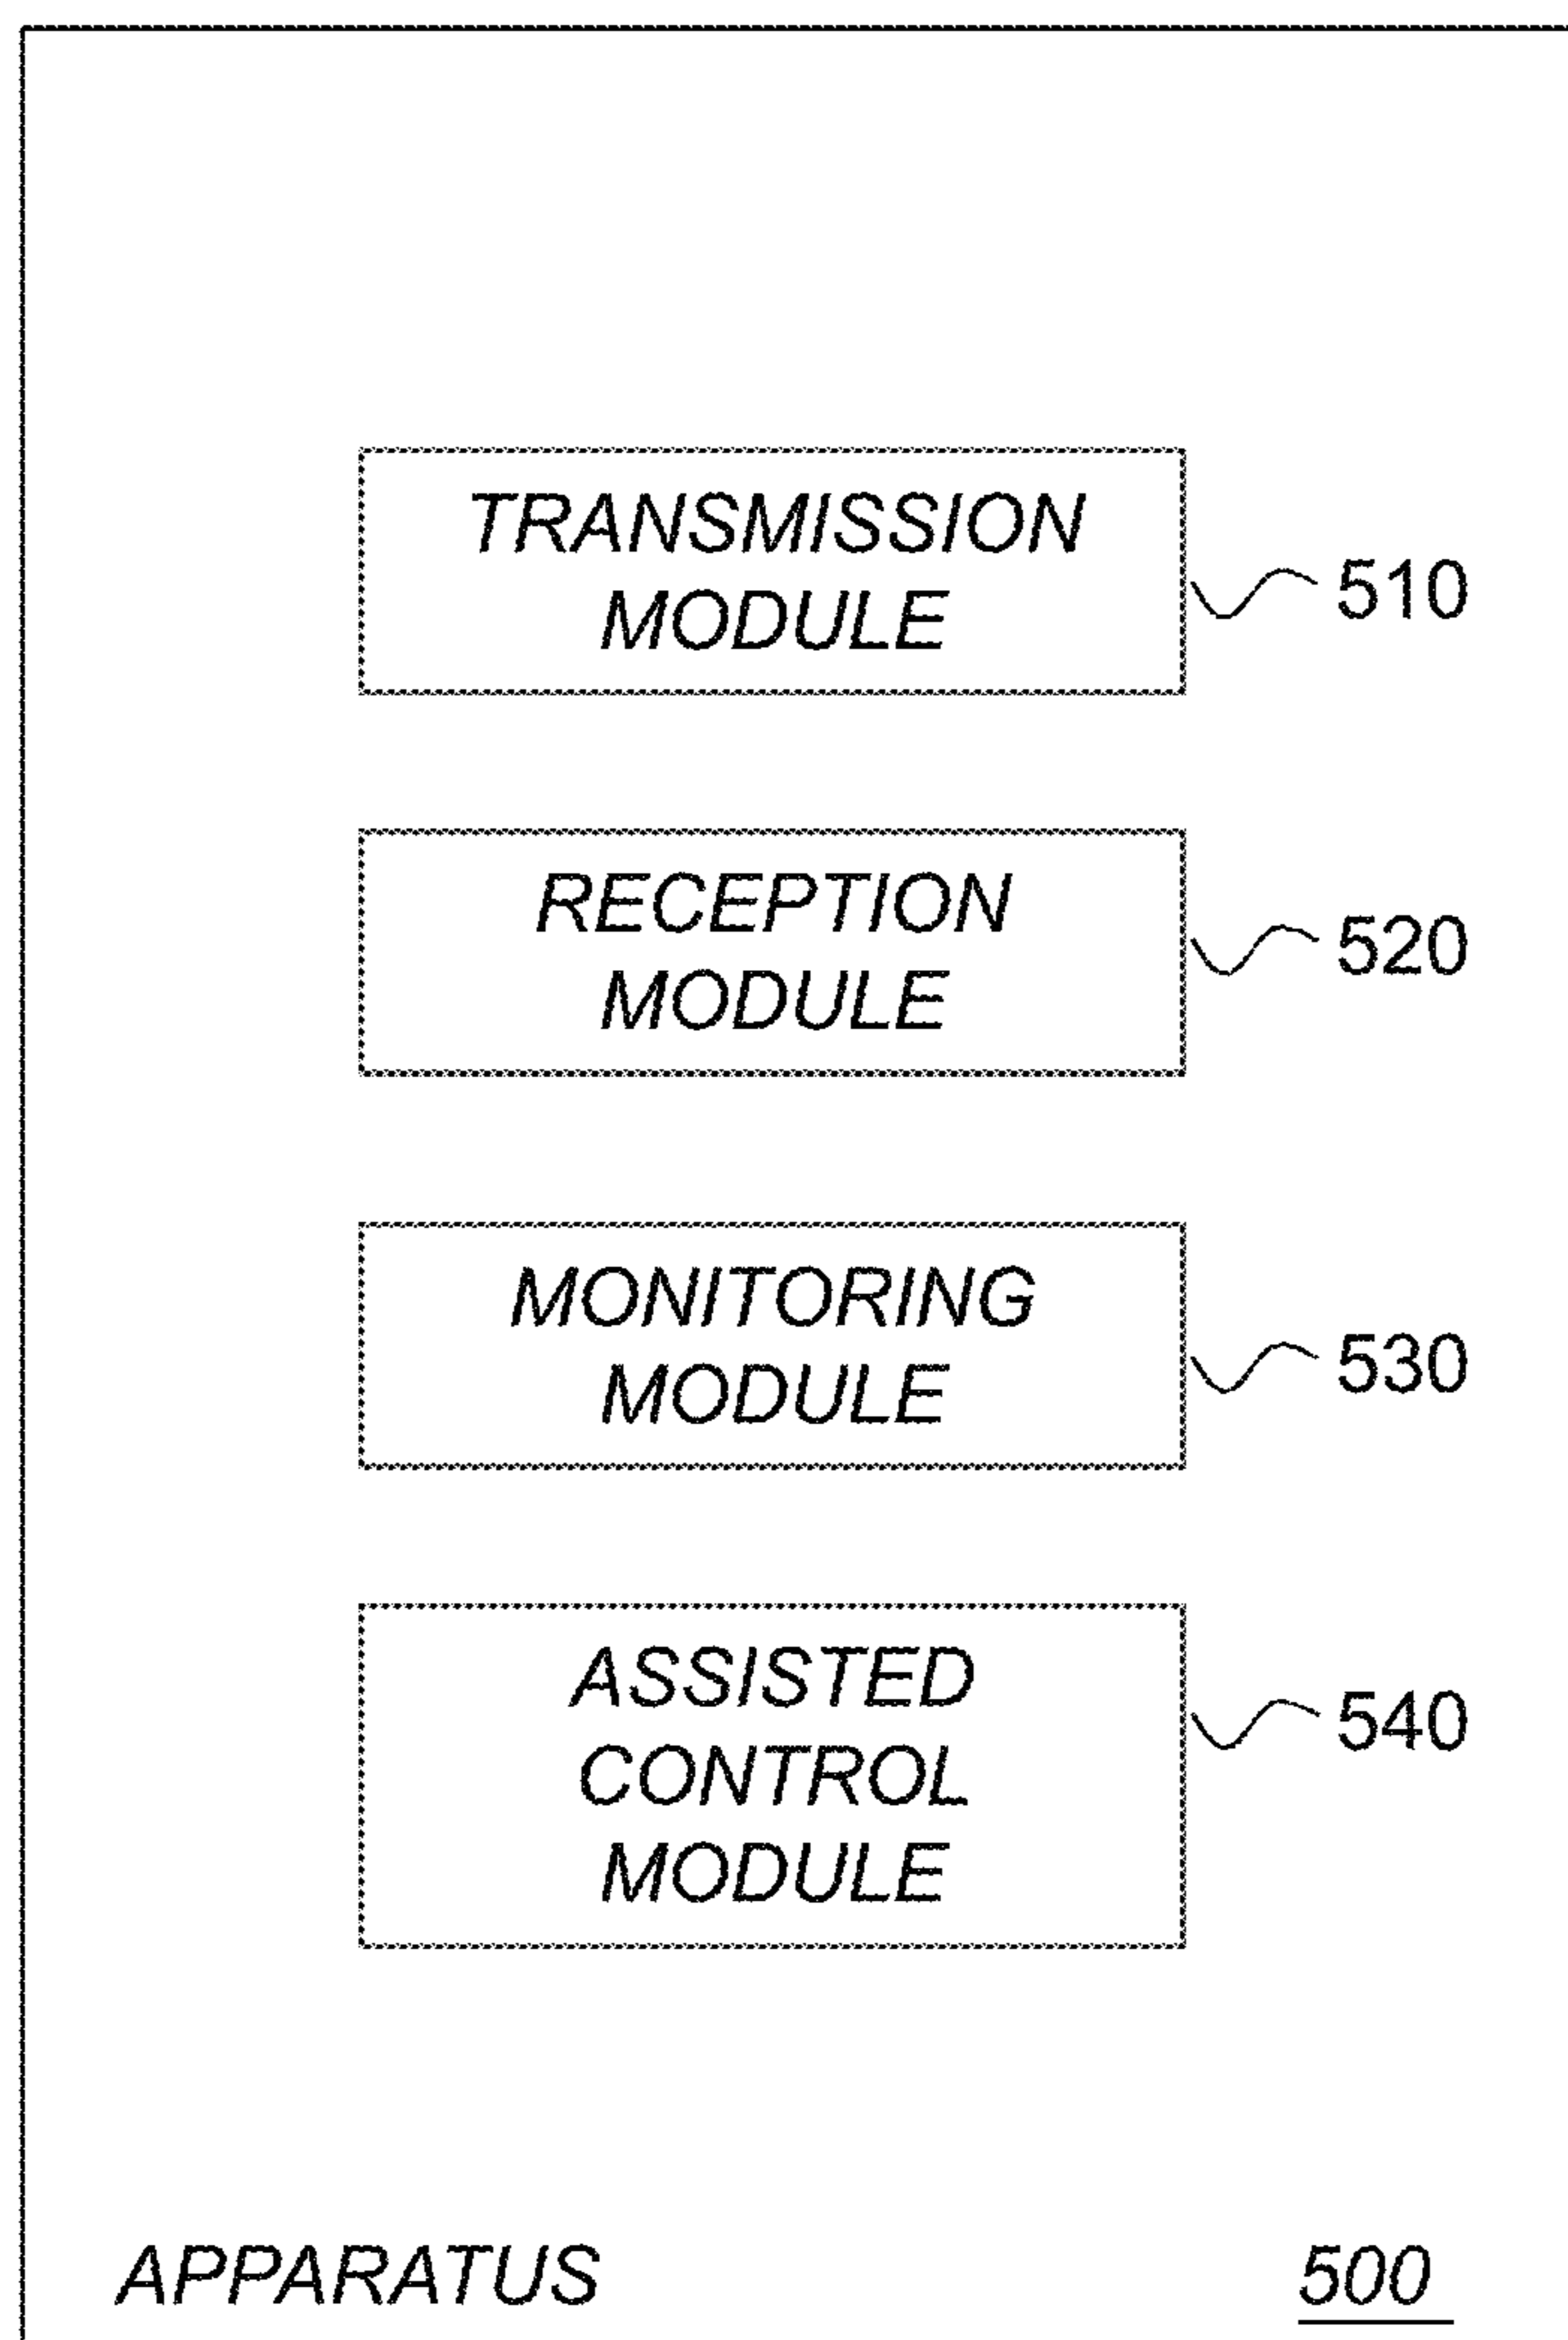 TRANSMISSION
MODULE
510
RECEPTION
MODULE
520
MONITORING
MODULE
530
ASSISTED
CONTROL
MODULE
540
APPARATUS
500